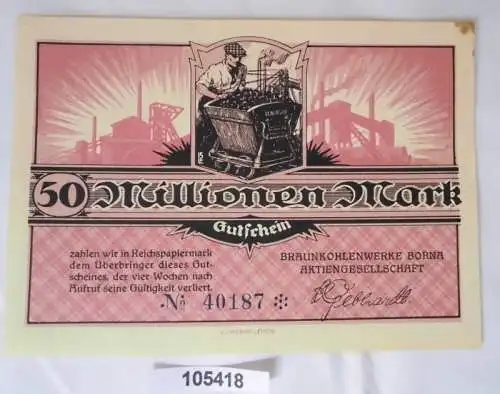 50 Millionen Mark
Gutschein
zahlen wir in Reichspapiermark
dem Überbringer dieses Gut-
scheines, der vier Wochen nach
Aufruf seine Gültigkeit verliert.
BRAUNKOHLENWERKE BORNA
AKTIENGESELLSCHAFT
No 40187
Gebhardt
105418